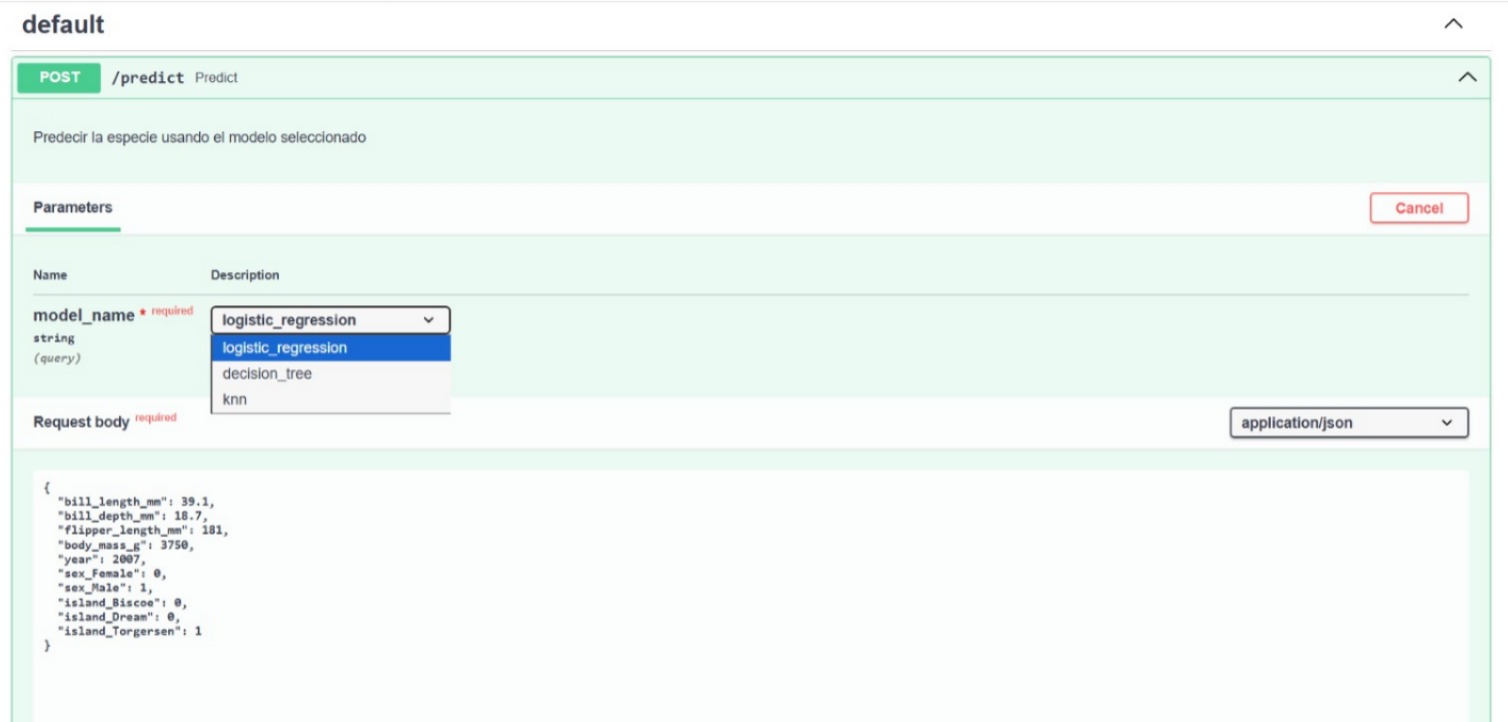 default
POST /predict Predict
Predecir la especie usando el modelo seleccionado
Parameters
Cancel
Name Description
model_name * required
string
(query)
logistic_regression
logistic_regression
decision_tree
knn
Request body required
application/json
{
"bill_length_mm": 39.1,
"bill_depth_mm": 18.7,
"flipper_length_mm": 181,
"body_mass_g": 3750,
"year": 2007,
"sex_Female": 0,
"sex_Male": 1,
"island_Biscoe": 0,
"island_Dream": 0,
"island_Torgersen": 1
}